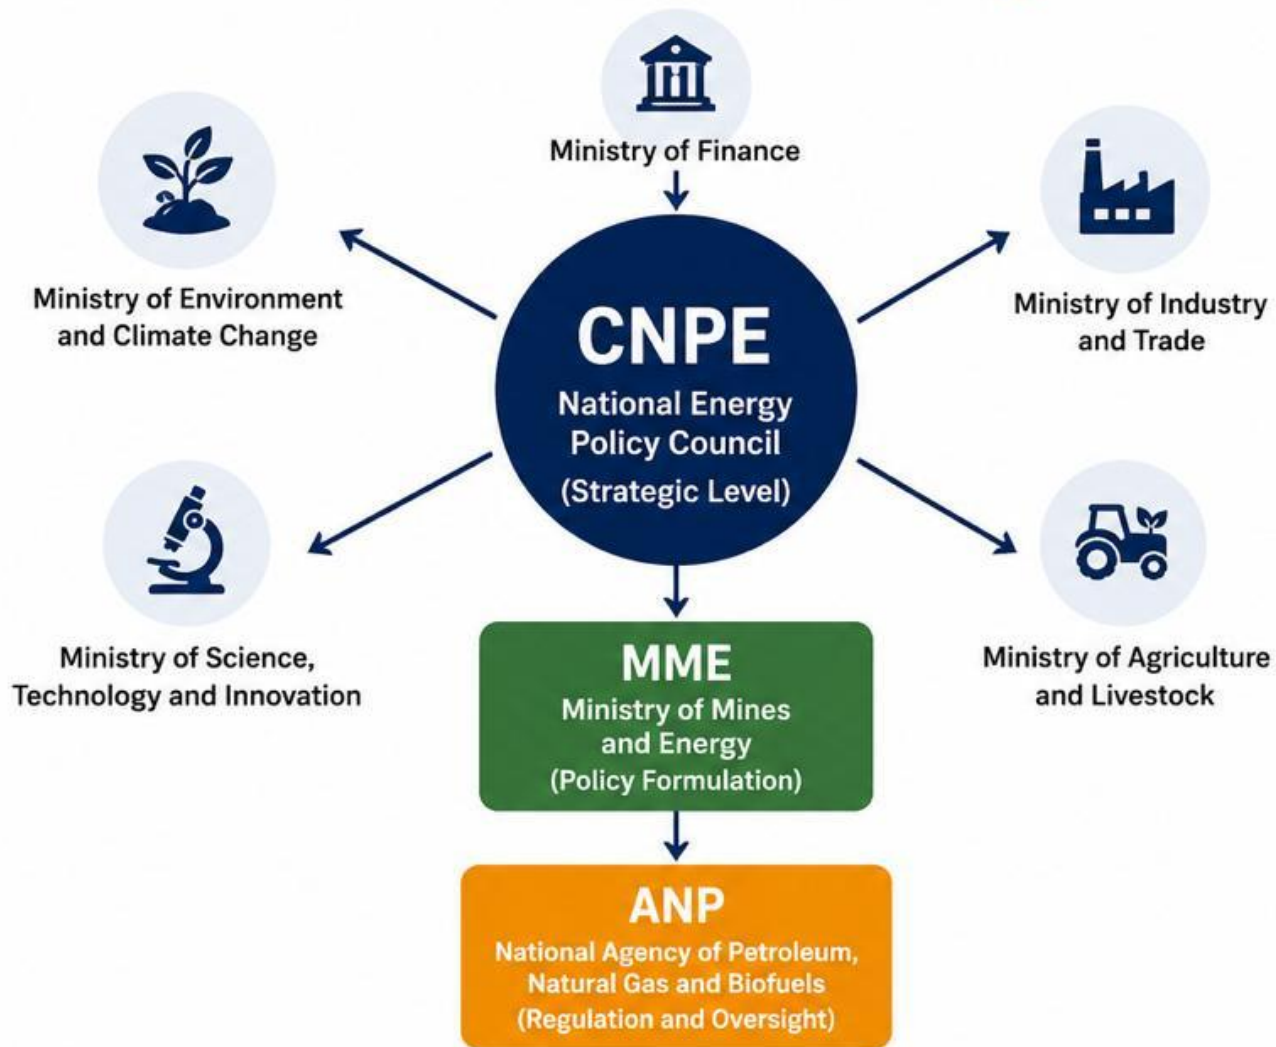 Ministry of Finance
Ministry of Environment
and Climate Change
Ministry of Industry
and Trade
CNPE
National Energy
Policy Council
(Strategic Level)
Ministry of Science,
Technology and Innovation
Ministry of Agriculture
and Livestock
MME
Ministry of Mines
and Energy
(Policy Formulation)
ANP
National Agency of Petroleum,
Natural Gas and Biofuels
(Regulation and Oversight)